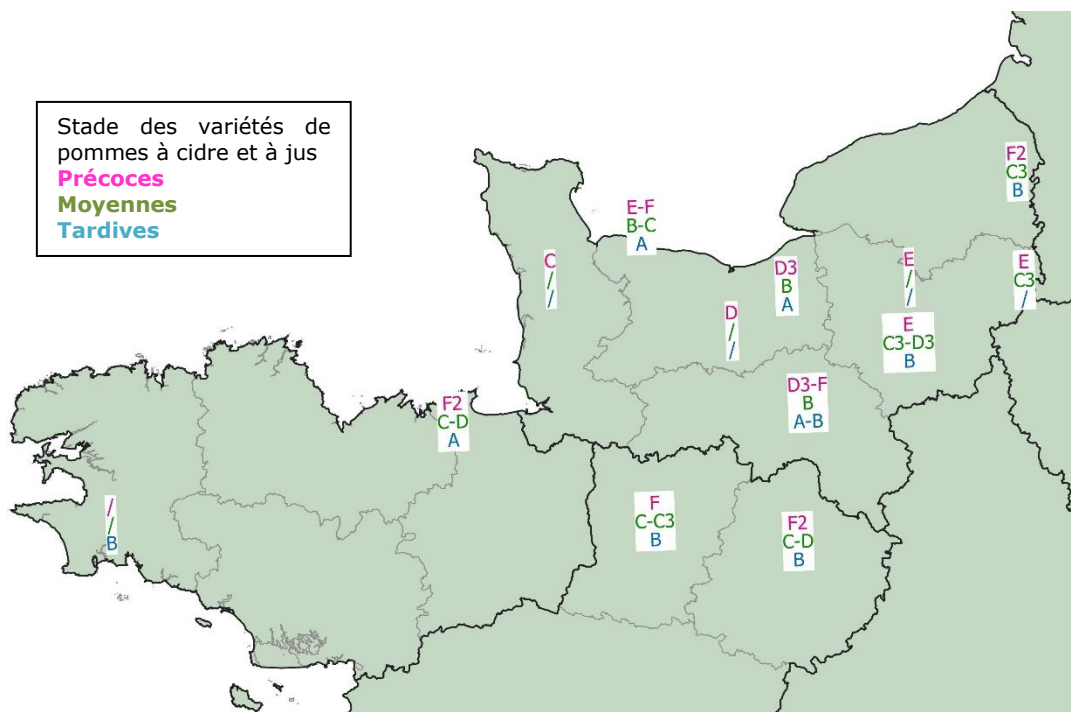 Stade des variétés de
pommes à cidre et à jus
Précoces
Moyennes
Tardives
F2
C3
B
E-F
B-C
A
C
/
/
D3
B
A
E
/
/
E
C3
/
D
/
/
E
C3-D3
B
D3-F
B
A-B
F2
C-D
A
F
C-C3
B
F2
C-D
B
/
/
B